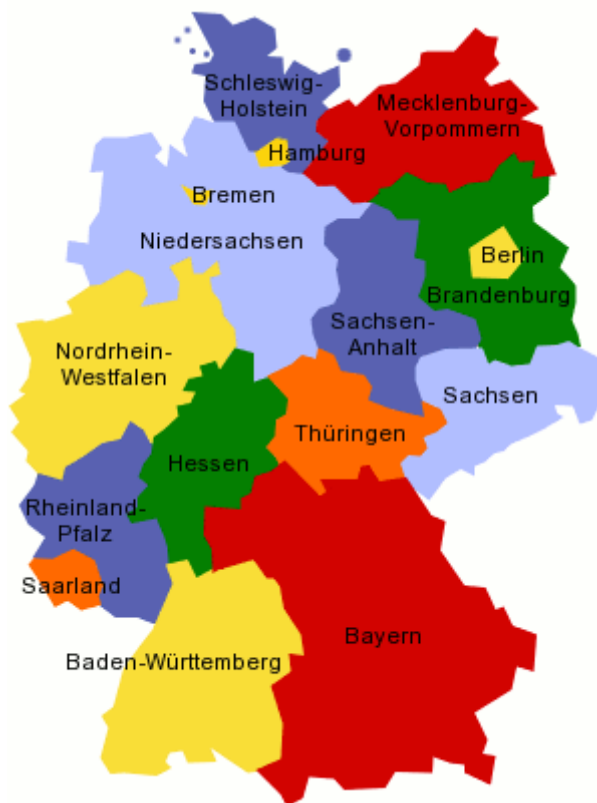 Schleswig-
Holstein
Mecklenburg-
Vorpommern
Hamburg
Bremen
Niedersachsen
Berlin
Brandenburg
Sachsen-
Anhalt
Nordrhein-
Westfalen
Sachsen
Thüringen
Hessen
Rheinland-
Pfalz
Saarland
Bayern
Baden-Württemberg